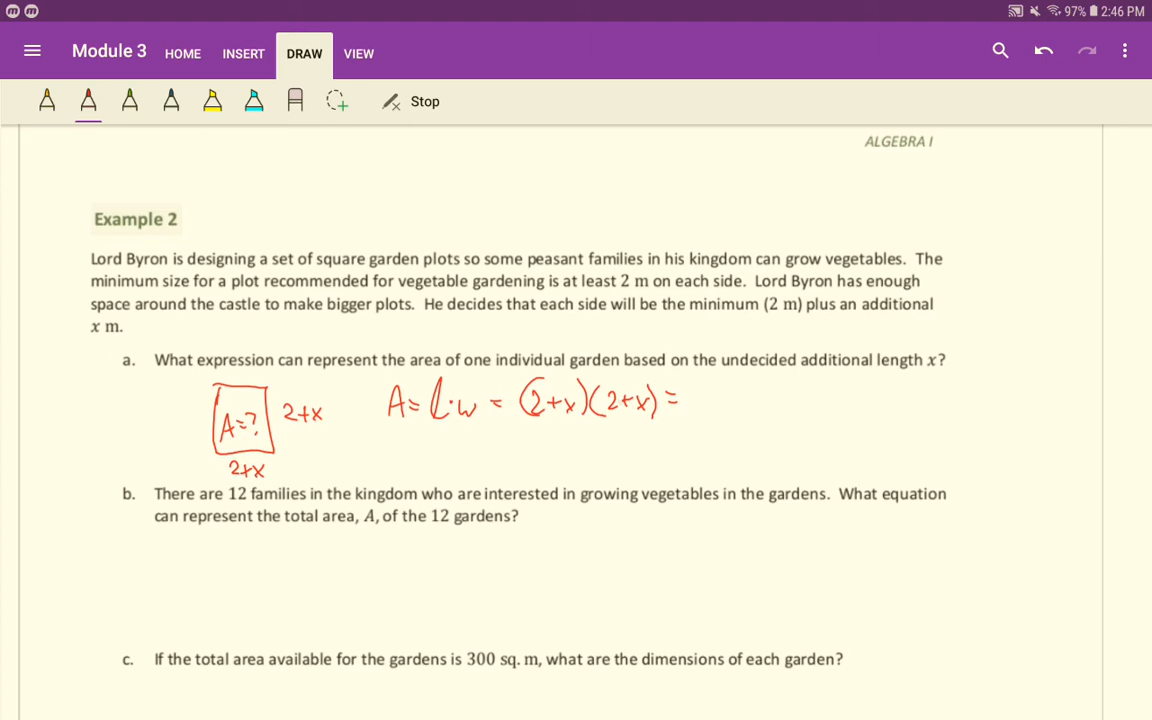 97% 2:46 PM
Module 3 HOME INSERT DRAW VIEW
Stop
ALGEBRA I
Example 2
Lord Byron is designing a set of square garden plots so some peasant families in his kingdom can grow vegetables. The
minimum size for a plot recommended for vegetable gardening is at least 2 m on each side. Lord Byron has enough
space around the castle to make bigger plots. He decides that each side will be the minimum (2 m) plus an additional
x m.
a. What expression can represent the area of one individual garden based on the undecided additional length x?
A=? 2+x A= l·w = (2+x)(2+x)=
2+x
b. There are 12 families in the kingdom who are interested in growing vegetables in the gardens. What equation
can represent the total area, A, of the 12 gardens?
c. If the total area available for the gardens is 300 sq. m, what are the dimensions of each garden?